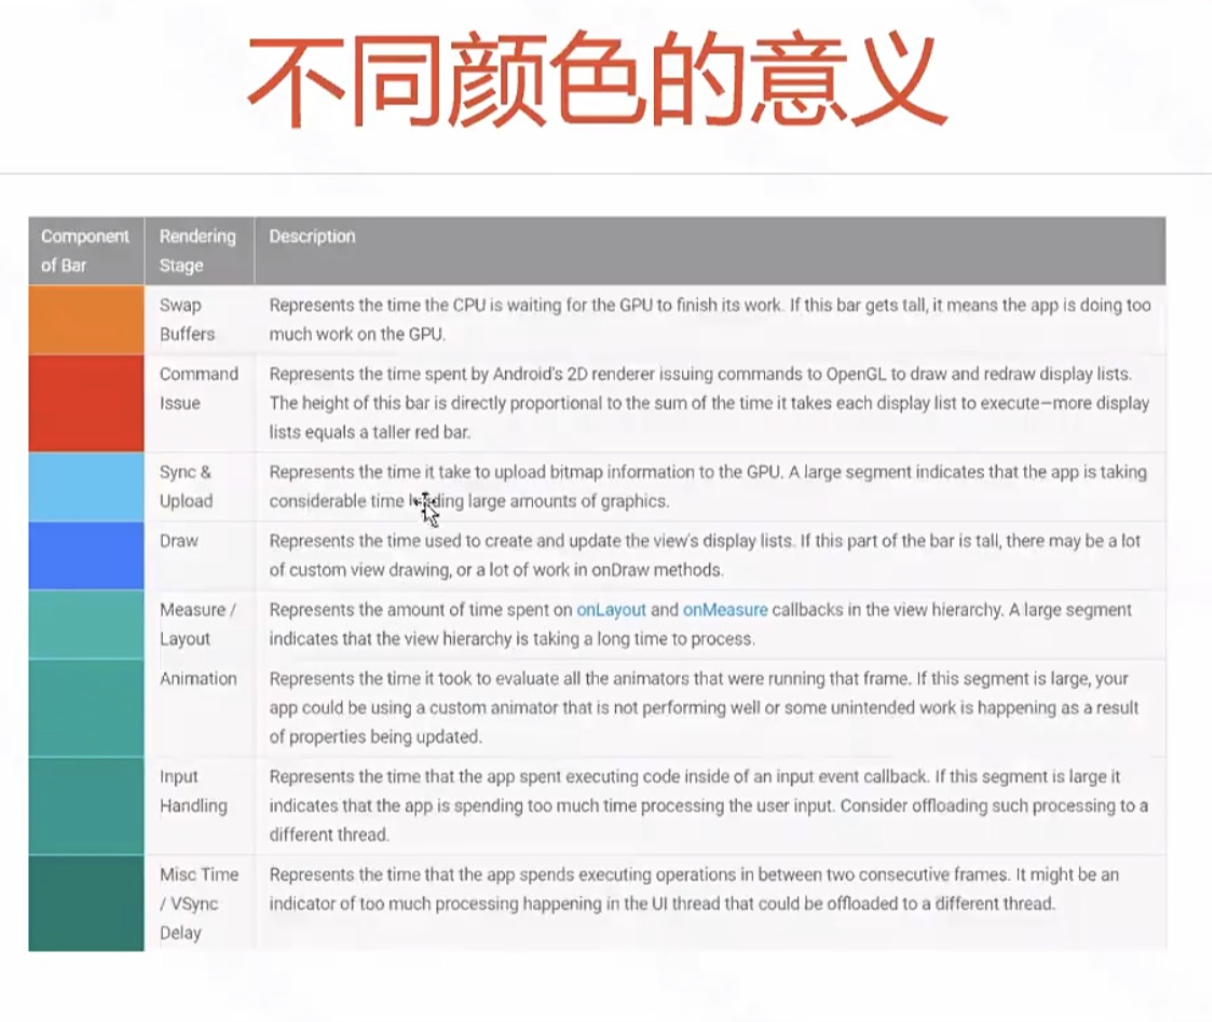 不同颜色的意义
Component Rendering Description
of Bar Stage
Swap Represents the time the CPU is waiting for the GPU to finish its work. If this bar gets tall, it means the app is doing too
Buffers much work on the GPU.
Command Represents the time spent by Android's 2D renderer issuing commands to OpenGL to draw and redraw display lists.
Issue The height of this bar is directly proportional to the sum of the time it takes each display list to execute—more display
lists equals a taller red bar.
Sync & Represents the time it take to upload bitmap information to the GPU. A large segment indicates that the app is taking
Upload considerable time large amounts of graphics.
Draw Represents the time used to create and update the view's display lists. If this part of the bar is tall, there may be a lot
of custom view drawing, or a lot of work in onDraw methods.
Measure / Represents the amount of time spent on onLayout and onMeasure callbacks in the view hierarchy. A large segment
Layout indicates that the view hierarchy is taking a long time to process.
Animation Represents the time it took to evaluate all the animators that were running that frame. If this segment is large, your
app could be using a custom animator that is not performing well or some unintended work is happening as a result
of properties being updated.
Input Represents the time that the app spent executing code inside of an input event callback. If this segment is large it
Handling indicates that the app is spending too much time processing the user input. Consider offloading such processing to a
different thread.
Misc Time Represents the time that the app spends executing operations in between two consecutive frames. It might be an
/ VSync indicator of too much processing happening in the UI thread that could be offloaded to a different thread.
Delay